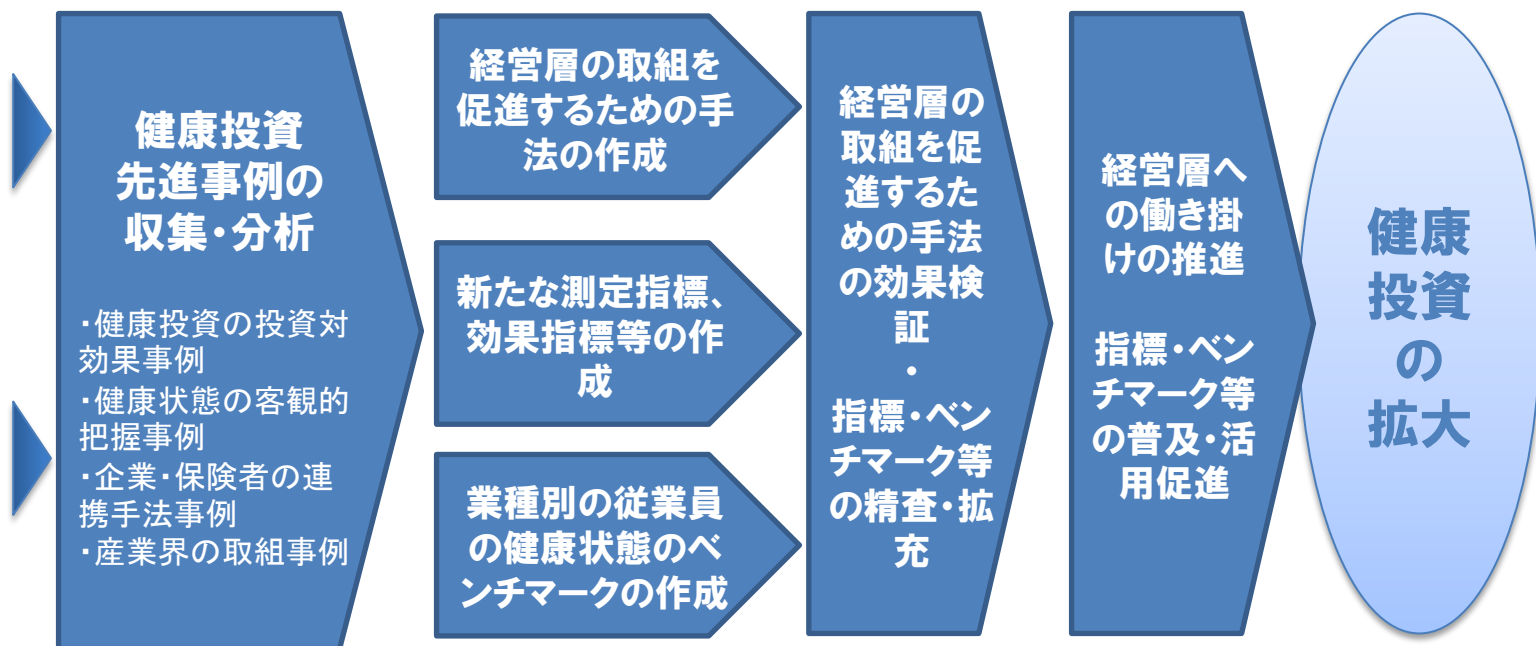 健康投資
先進事例の
収集・分析
・健康投資の投資対
効果事例
・健康状態の客観的
把握事例
・企業・保険者の連
携手法事例
・産業界の取組事例
経営層の取組を
促進するための手
法の作成
新たな測定指標、
効果指標等の作
成
業種別の従業員
の健康状態のベ
ンチマークの作成
経営層の
取組を促
進するた
めの手法
の効果検
証
・
指標・ベン
チマーク等
の精査・拡
充
経営層へ
の働き掛
けの推進
指標・ベン
チマーク等
の普及・活
用促進
健康
投資
の
拡大